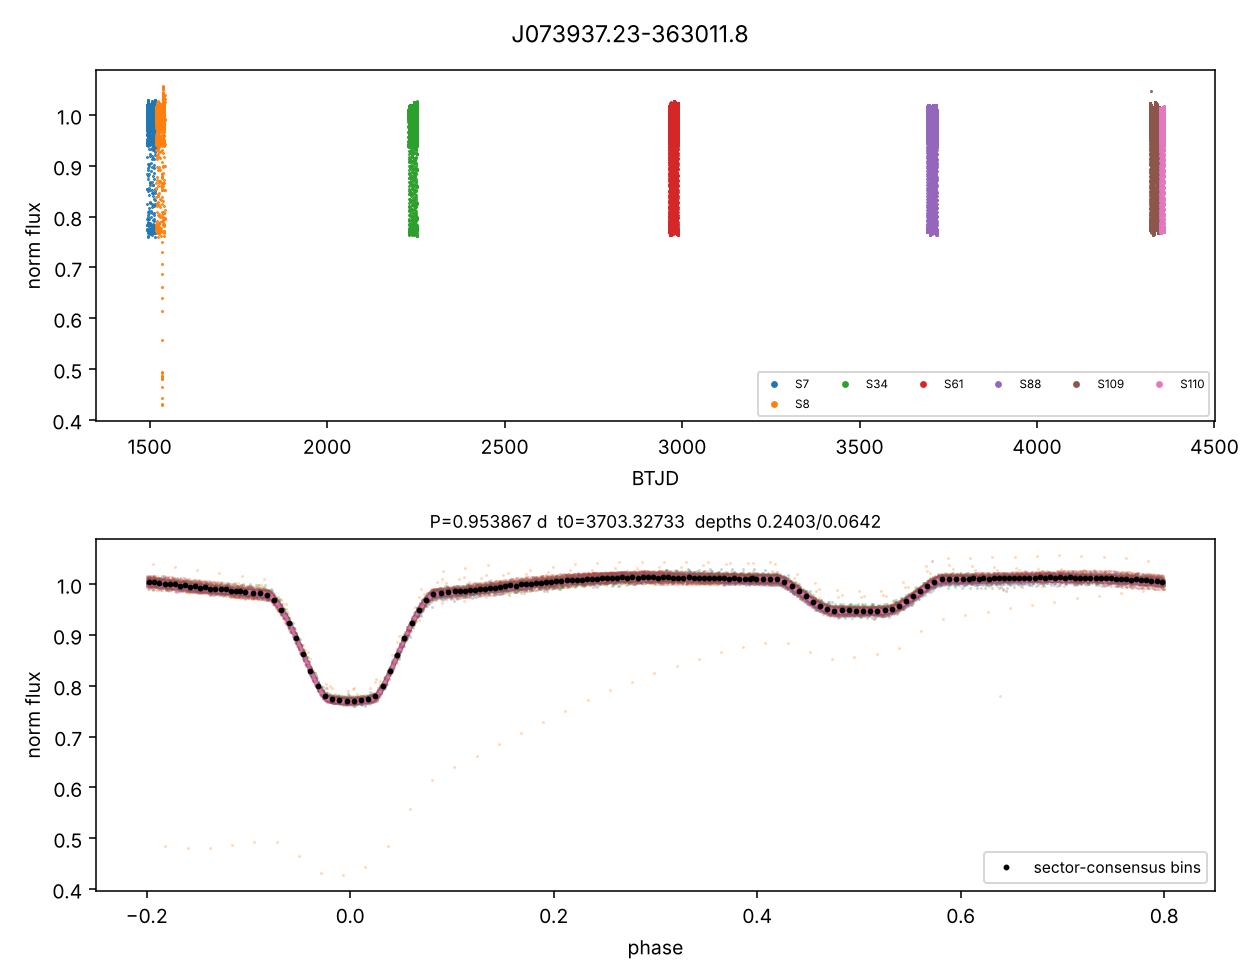 J073937.23-363011.8
1.0
0.9
0.8
0.7
0.6
0.5
0.4
norm flux
S7 S34 S61 S88 S109 S110
S8
1500 2000 2500 3000 3500 4000 4500
BTJD
P=0.953867 d t0=3703.32733 depths 0.2403/0.0642
1.0
0.9
0.8
0.7
0.6
0.5
0.4
norm flux
sector-consensus bins
−0.2 0.0 0.2 0.4 0.6 0.8
phase